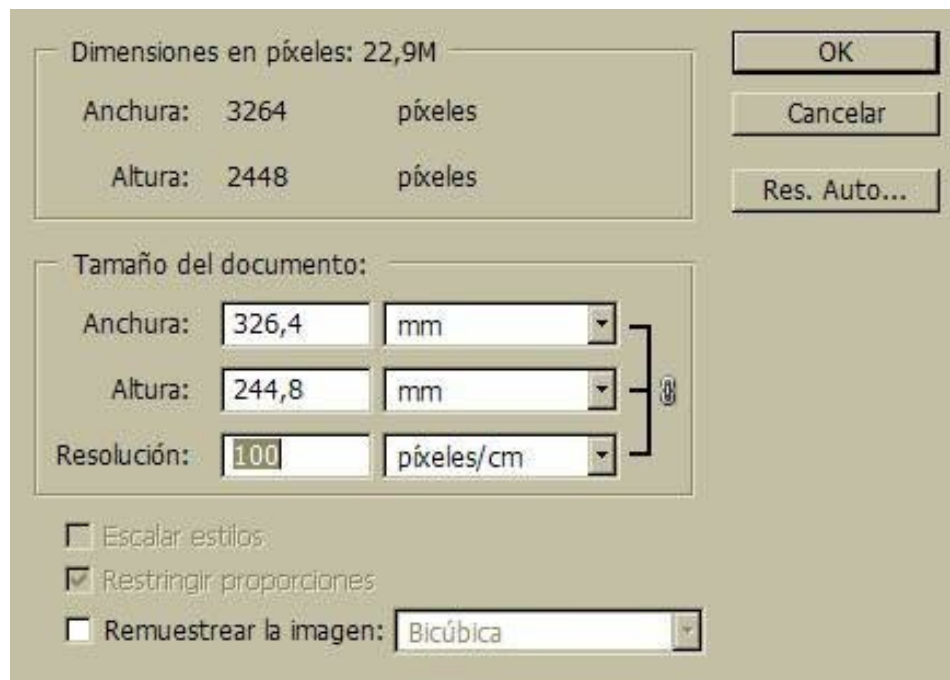 Dimensiones en píxeles: 22,9M
Anchura: 3264 píxeles
Altura: 2448 píxeles
OK
Cancelar
Res. Auto...
Tamaño del documento:
Anchura: 326,4 mm
Altura: 244,8 mm
Resolución: 100 píxeles/cm
Escalar estilos
Restringir proporciones
Remuestrear la imagen: Bicúbica